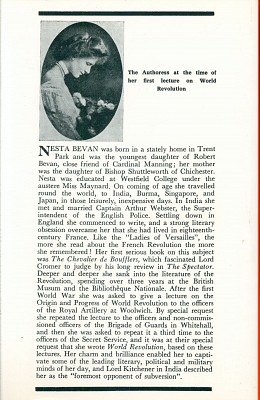 The Authoress at the time of
her first lecture on World
Revolution
NESTA BEVAN was born in a stately home in Trent
Park and was the youngest daughter of Robert
Bevan, close friend of Cardinal Manning; her mother
was the daughter of Bishop Shuttleworth of Chichester.
Nesta was educated at Westfield College under the
austere Miss Maynard. On coming of age she travelled
round the world, to India, Burma, Singapore, and
Japan, in those leisurely, inexpensive days. In India she
met and married Captain Arthur Webster, the Super-
intendent of the English Police. Settling down in
England she commenced to write, and a strong literary
obsession overcame her that she had lived in eighteenth-
century France. Like the "Ladies of Versailles", the
more she read about the French Revolution the more
she remembered! Her first serious book on this subject
was The Chevalier de Boufflers, which fascinated Lord
Cromer to judge by his long review in The Spectator.
Deeper and deeper she sank into the literature of the
Revolution, spending over three years at the British
Musum and the Bibliothèque Nationale. After the first
World War she was asked to give a lecture on the
Origin and Progress of World Revolution to the officers
of the Royal Artillery at Woolwich. By special request
she repeated the lecture to the officers and non-commis-
sioned officers of the Brigade of Guards in Whitehall,
and then she was asked to repeat it a third time to the
officers of the Secret Service, and it was at their special
request that she wrote World Revolution, based on these
lectures. Her charm and brilliance enabled her to capti-
vate some of the leading literary, political and military
minds of her day, and Lord Kitchener in India described
her as the "foremost opponent of subversion".